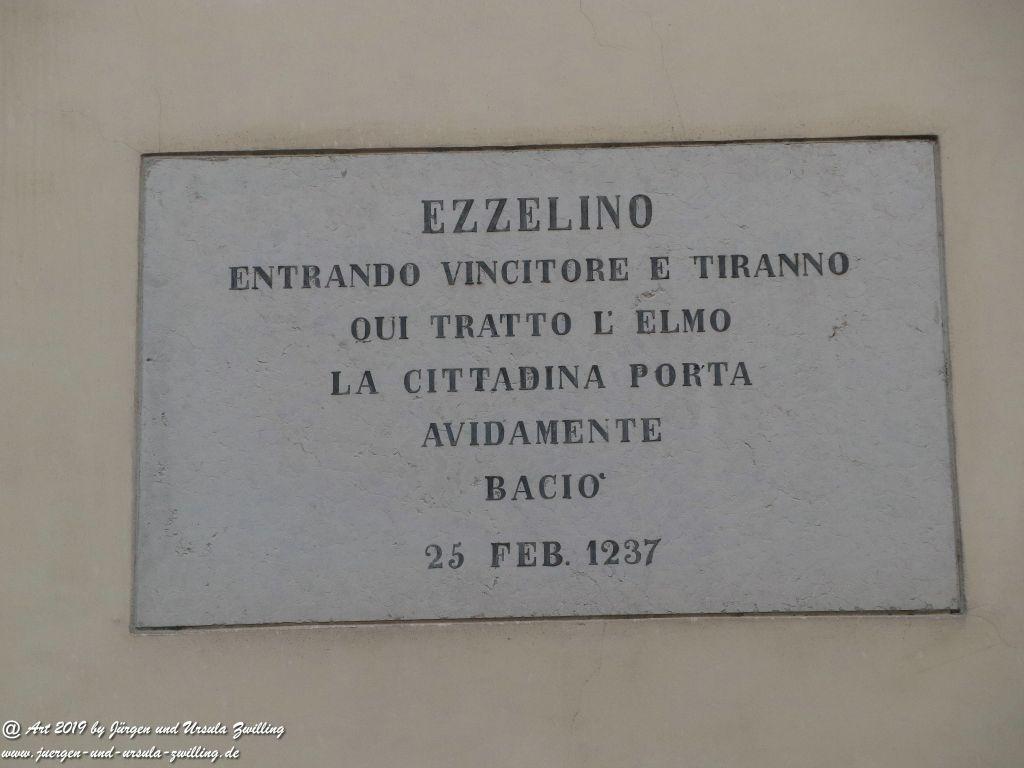 EZZELINO
ENTRANDO VINCITORE E TIRANNO
QUI TRATTO L' ELMO
LA CITTADINA PORTA
AVIDAMENTE
BACIO'
25 FEB. 1237
@ Art 2019 by Jürgen und Ursula Zwilling
www.juergen-und-ursula-zwilling.de